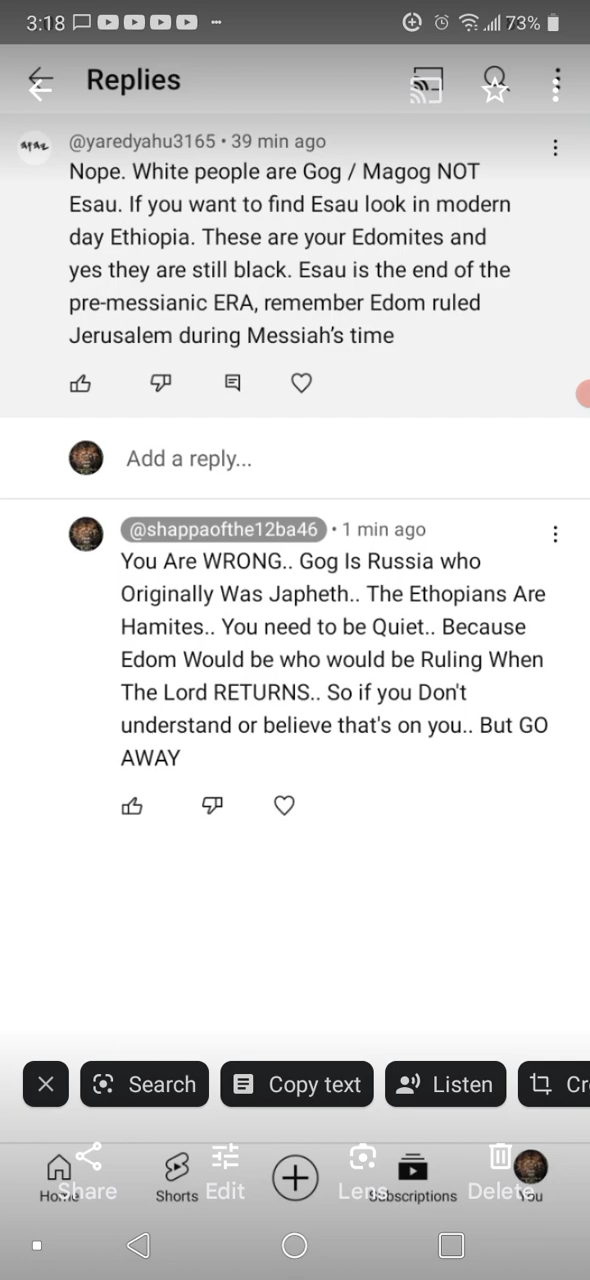 3:18 73%
Replies
@yaredyahu3165 • 39 min ago
Nope. White people are Gog / Magog NOT
Esau. If you want to find Esau look in modern
day Ethiopia. These are your Edomites and
yes they are still black. Esau is the end of the
pre-messianic ERA, remember Edom ruled
Jerusalem during Messiah's time
Add a reply...
@shappaofthe12ba46 • 1 min ago
You Are WRONG.. Gog Is Russia who
Originally Was Japheth.. The Ethopians Are
Hamites.. You need to be Quiet.. Because
Edom Would be who would be Ruling When
The Lord RETURNS.. So if you Don't
understand or believe that's on you.. But GO
AWAY
Search Copy text Listen Cr
Home Shorts Subscriptions You
Share Edit Lens Delete